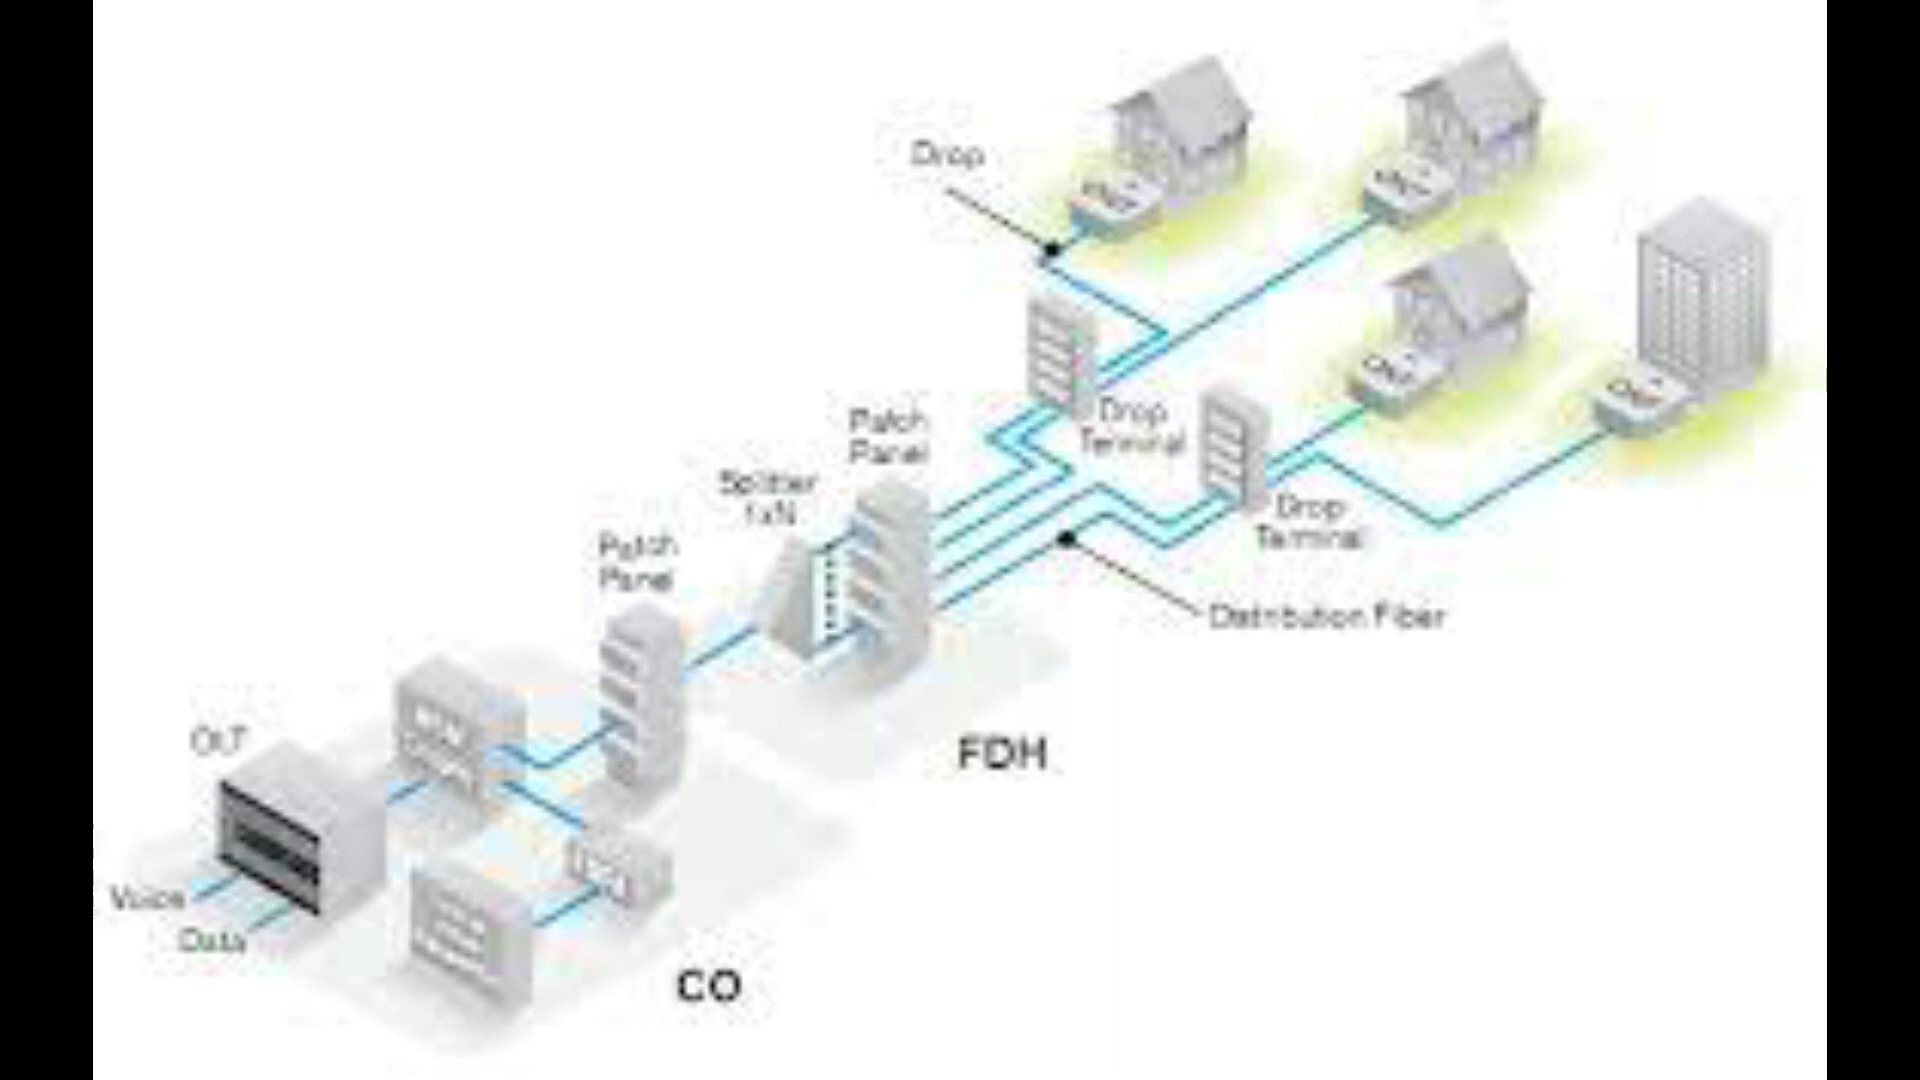 Drop
Patch
Panel
Drop
Terminal
Splitter
1xN
Drop
Terminal
Patch
Panel
Distribution Fiber
OLT
FDH
Voice
Data
CO